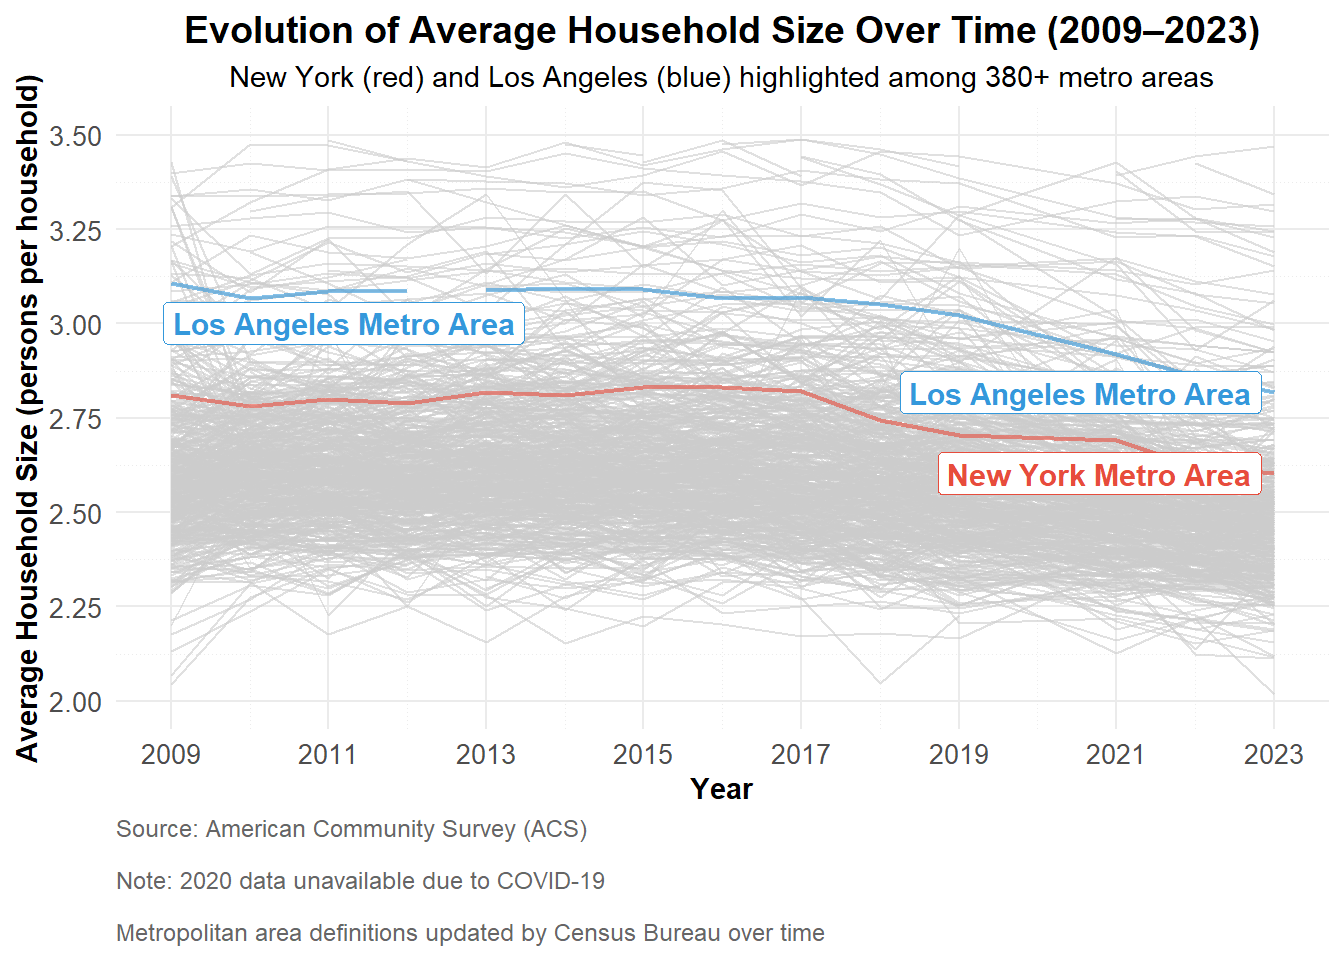 Evolution of Average Household Size Over Time (2009–2023)
New York (red) and Los Angeles (blue) highlighted among 380+ metro areas
Average Household Size (persons per household)
3.50
3.25
3.00
2.75
2.50
2.25
2.00
Los Angeles Metro Area
Los Angeles Metro Area
New York Metro Area
2009 2011 2013 2015 2017 2019 2021 2023
Year
Source: American Community Survey (ACS)
Note: 2020 data unavailable due to COVID-19
Metropolitan area definitions updated by Census Bureau over time